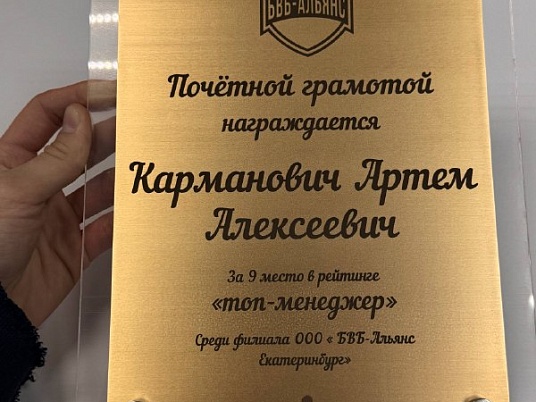 БВБ-АЛЬЯНС
Почётной грамотой
награждается
Карманович Артем
Алексеевич
За 9 место в рейтинге
«топ-менеджер»
Среди филиала ООО « БВБ-Альянс
Екатеринбург»